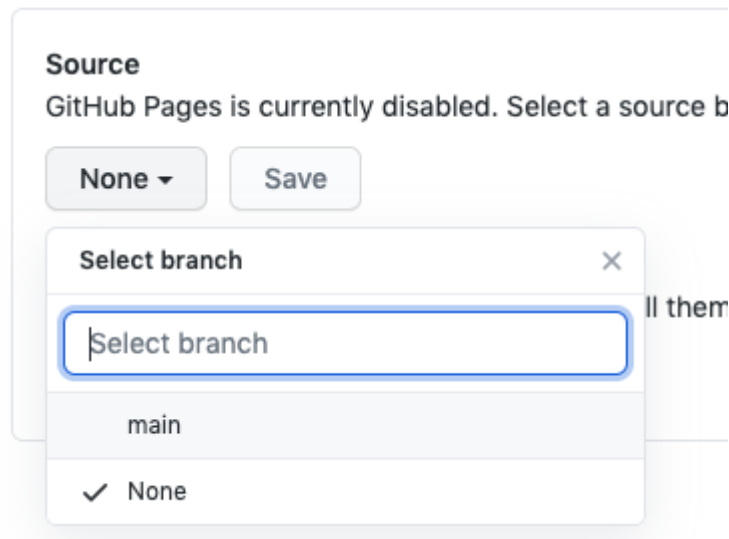 Source
GitHub Pages is currently disabled. Select a source b
None
Save
Select branch
ll them
Select branch
main
None